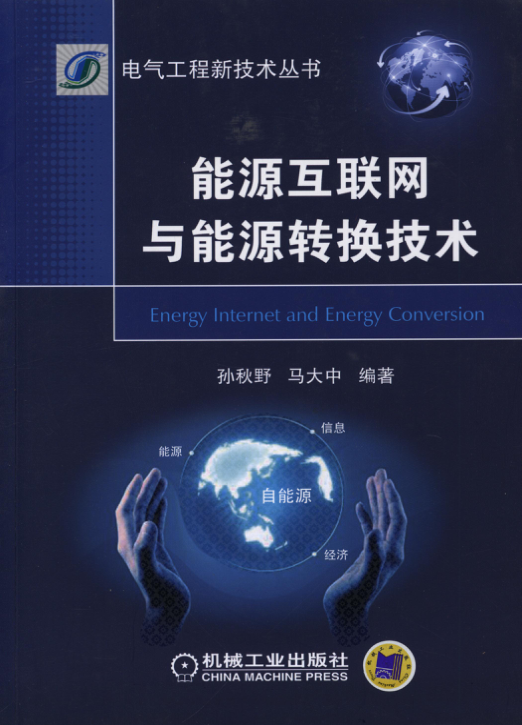 电气工程新技术丛书
能源互联网
与能源转换技术
Energy Internet and Energy Conversion
孙秋野 马大中 编著
信息
能源
自能源
经济
机械工业出版社
CHINA MACHINE PRESS